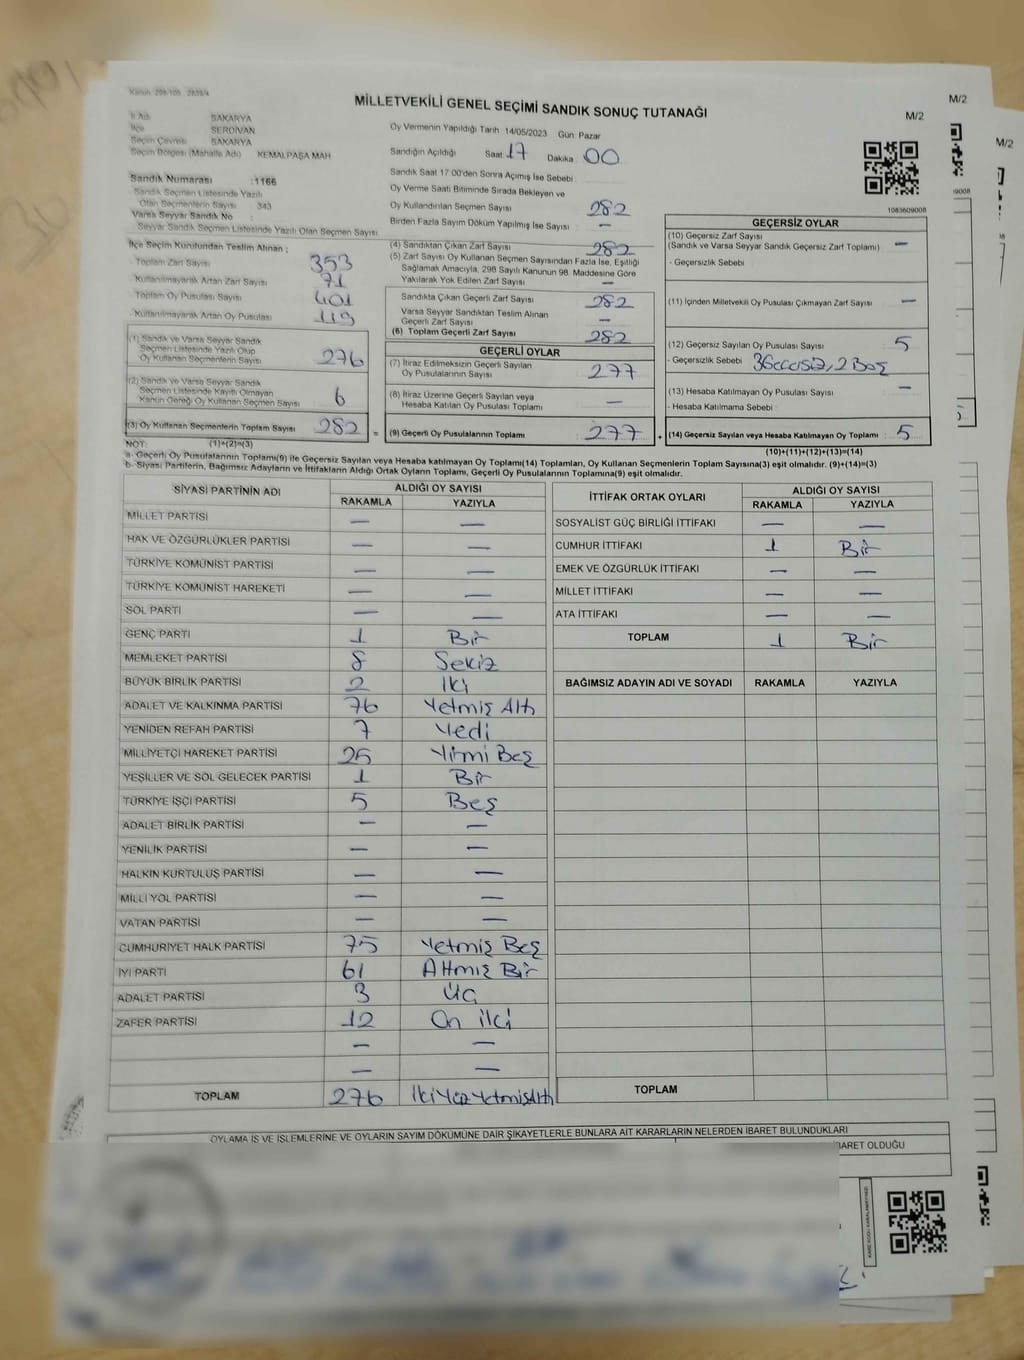 MİLLETVEKİLİ GENEL SEÇİMİ SANDIK SONUÇ TUTANAĞI
M/2
M/2
M/2
İl Adı SAKARYA
İlçe SERDİVAN
Seçim Çevresi SAKARYA
Seçim Bölgesi (Mahalle Adı) KEMALPAŞA MAH
Sandık Numarası :1166
Sandık Seçmen Listesinde Yazılı
Olan Seçmenlerin Sayısı 343
Varsa Seyyar Sandık No :
Seyyar Sandık Seçmen Listesinde Yazılı Olan Seçmen Sayısı
Oy Vermenin Yapıldığı Tarih 14/05/2023 Gün Pazar
Sandığın Açıldığı Saat 17 Dakika 00
Sandık Saat 17 00'den Sonra Açılmış İse Sebebi
Oy Verme Saati Bitiminde Sırada Bekleyen ve
Oy Kullandırılan Seçmen Sayısı 282
Birden Fazla Sayım Döküm Yapılmış İse Sayısı —
1083609008
İlçe Seçim Kurulundan Teslim Alınan ;
Toplam Zarf Sayısı 353
Kullanılmayarak Artan Zarf Sayısı 71
Toplam Oy Pusulası Sayısı 401
Kullanılmayarak Artan Oy Pusulası 119
(1) Sandık ve Varsa Seyyar Sandık
Seçmen Listesinde Yazılı Olup
Oy Kullanan Seçmenlerin Sayısı 276
(2) Sandık ve Varsa Seyyar Sandık
Seçmen Listesinde Kayıtlı Olmayan
Kanun Gereği Oy Kullanan Seçmen Sayısı 6
(3) Oy Kullanan Seçmenlerin Toplam Sayısı 282
(4) Sandıktan Çıkan Zarf Sayısı 282
(5) Zarf Sayısı Oy Kullanan Seçmen Sayısından Fazla İse, Eşitliği
Sağlamak Amacıyla, 298 Sayılı Kanunun 98. Maddesine Göre
Yakılarak Yok Edilen Zarf Sayısı —
Sandıkta Çıkan Geçerli Zarf Sayısı 282
Varsa Seyyar Sandıktan Teslim Alınan
Geçerli Zarf Sayısı —
(6) Toplam Geçerli Zarf Sayısı 282
GEÇERLİ OYLAR
(7) İtiraz Edilmeksizin Geçerli Sayılan
Oy Pusulalarının Sayısı 277
(8) İtiraz Üzerine Geçerli Sayılan veya
Hesaba Katılan Oy Pusulası Toplamı —
= (9) Geçerli Oy Pusulalarının Toplamı 277
GEÇERSİZ OYLAR
(10) Geçersiz Zarf Sayısı
(Sandık ve Varsa Seyyar Sandık Geçersiz Zarf Toplamı) —
- Geçersizlik Sebebi :
(11) İçinden Milletvekili Oy Pusulası Çıkmayan Zarf Sayısı —
(12) Geçersiz Sayılan Oy Pusulası Sayısı 5
- Geçersizlik Sebebi 2 Boş
(13) Hesaba Katılmayan Oy Pusulası Sayısı —
- Hesaba Katılmama Sebebi :
+ (14) Geçersiz Sayılan veya Hesaba Katılmayan Oy Toplamı : 5
NOT: (1)+(2)=(3) (10)+(11)+(12)+(13)=(14)
a- Geçerli Oy Pusulalarının Toplamı(9) ile Geçersiz Sayılan veya Hesaba katılmayan Oy Toplamı(14) Toplamları, Oy Kullanan Seçmenlerin Toplam Sayısına(3) eşit olmalıdır. (9)+(14)=(3)
b- Siyasi Partilerin, Bağımsız Adayların ve İttifakların Aldığı Ortak Oyların Toplamı, Geçerli Oy Pusulalarının Toplamına(9) eşit olmalıdır.
SİYASİ PARTİNİN ADI ALDIĞI OY SAYISI
RAKAMLA YAZIYLA
MİLLET PARTİSİ — —
HAK VE ÖZGÜRLÜKLER PARTİSİ — —
TÜRKİYE KOMÜNİST PARTİSİ — —
TÜRKİYE KOMÜNİST HAREKETİ — —
SOL PARTİ — —
GENÇ PARTİ 1 Bir
MEMLEKET PARTİSİ 8 Sekiz
BÜYÜK BİRLİK PARTİSİ 2 İki
ADALET VE KALKINMA PARTİSİ 76 Yetmiş Altı
YENİDEN REFAH PARTİSİ 7 Yedi
MİLLİYETÇİ HAREKET PARTİSİ 25 Yirmi Beş
YEŞİLLER VE SOL GELECEK PARTİSİ 1 Bir
TÜRKİYE İŞÇİ PARTİSİ 5 Beş
ADALET BİRLİK PARTİSİ — —
YENİLİK PARTİSİ — —
HALKIN KURTULUŞ PARTİSİ — —
MİLLİ YOL PARTİSİ — —
VATAN PARTİSİ — —
CUMHURİYET HALK PARTİSİ 75 Yetmiş Beş
İYİ PARTİ 61 Altmış Bir
ADALET PARTİSİ 3 Üç
ZAFER PARTİSİ 12 On iki
— —
— —
TOPLAM 276 İki Yüz Yetmiş Altı
İTTİFAK ORTAK OYLARI ALDIĞI OY SAYISI
RAKAMLA YAZIYLA
SOSYALİST GÜÇ BİRLİĞİ İTTİFAKI — —
CUMHUR İTTİFAKI 1 Bir
EMEK VE ÖZGÜRLÜK İTTİFAKI — —
MİLLET İTTİFAKI — —
ATA İTTİFAKI — —
TOPLAM 1 Bir
BAĞIMSIZ ADAYIN ADI VE SOYADI RAKAMLA YAZIYLA
TOPLAM
OYLAMA İŞ VE İŞLEMLERİNE VE OYLARIN SAYIM DÖKÜMÜNE DAİR ŞİKAYETLERLE BUNLARA AİT KARARLARIN NELERDEN İBARET BULUNDUKLARI
BARET OLDUĞU